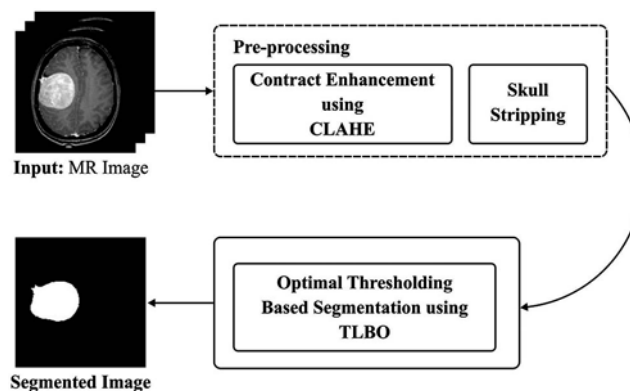 Pre-processing
Contract Enhancement
using
CLAHE
Skull
Stripping
Input: MR Image
Optimal Thresholding
Based Segmentation using
TLBO
Segmented Image